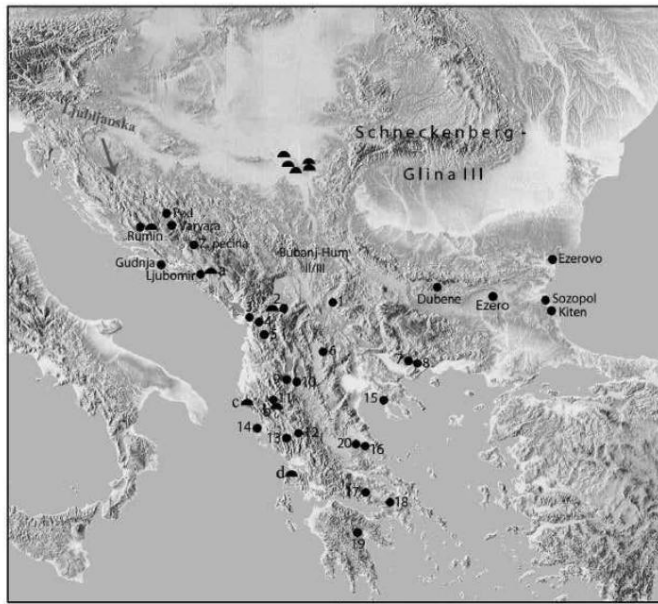 Ljubljanska
Schneckenberg -
Glina III
Pod
Varvara
Rumin
Z. pecina
Gudnja
Ljubomir
a
Bubanj-Hum
II/III
Ezerovo
Dubene
Ezero
Sozopol
Kiten
1
2
3
4
5
6
7
8
9
10
11
c
b
14
13
12
15
20
16
d
17
18
19